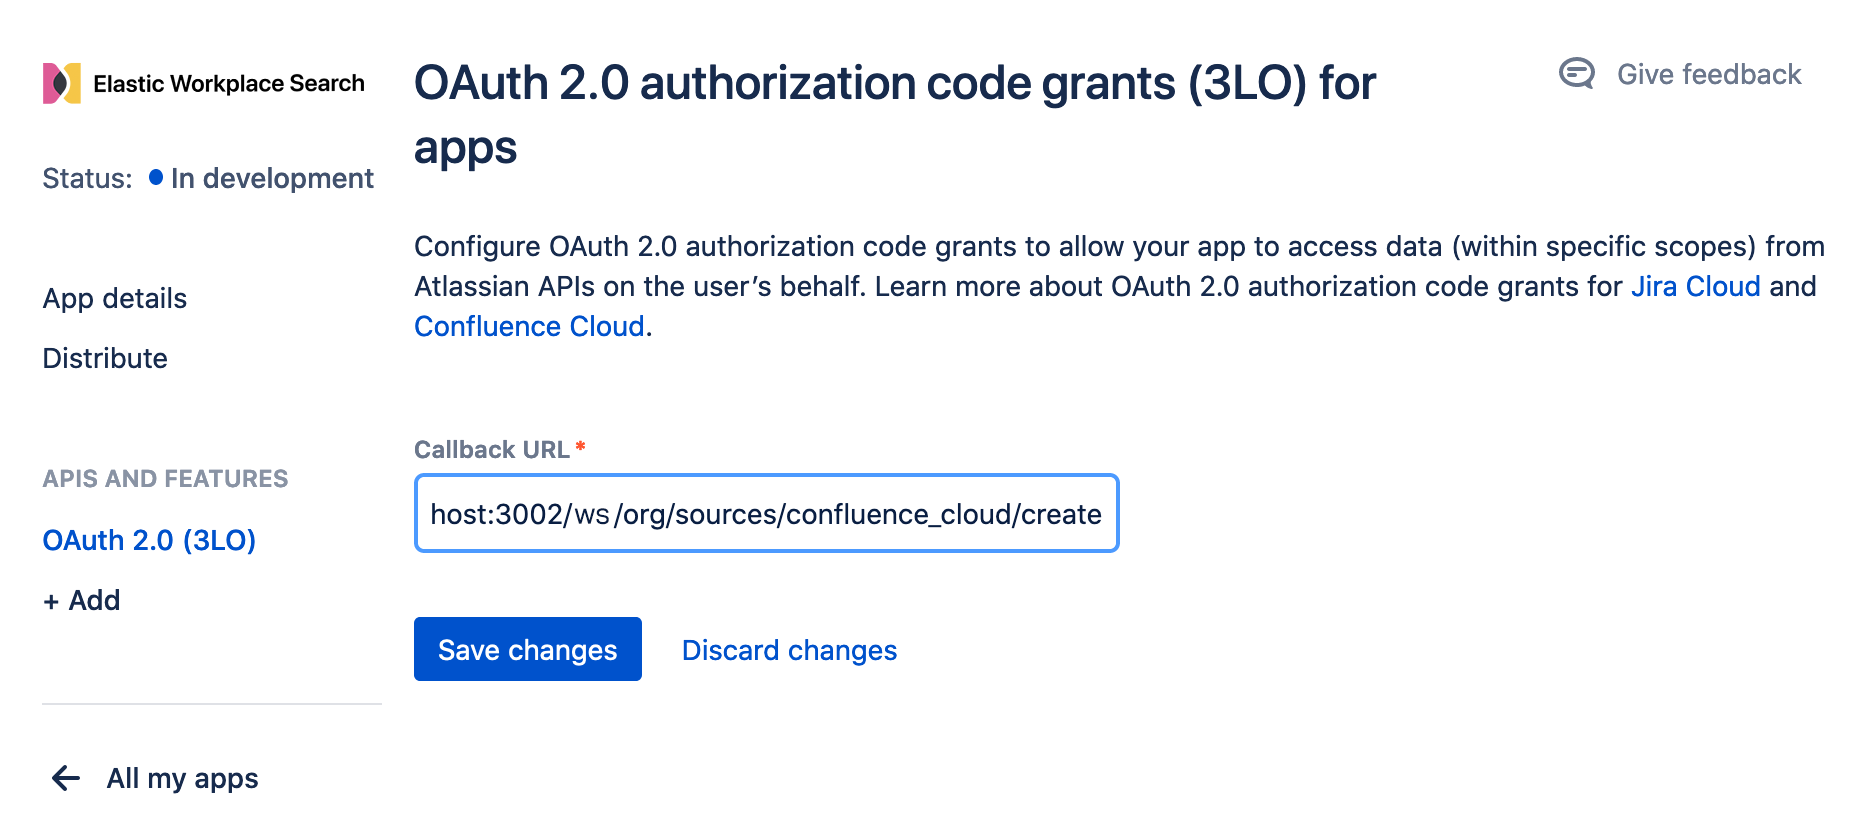 Elastic Workplace Search
Status: In development
App details
Distribute
APIS AND FEATURES
OAuth 2.0 (3LO)
+ Add
All my apps
OAuth 2.0 authorization code grants (3LO) for
apps
Give feedback
Configure OAuth 2.0 authorization code grants to allow your app to access data (within specific scopes) from
Atlassian APIs on the user’s behalf. Learn more about OAuth 2.0 authorization code grants for Jira Cloud and
Confluence Cloud.
Callback URL *
host:3002/ws/org/sources/confluence_cloud/create
Save changes
Discard changes